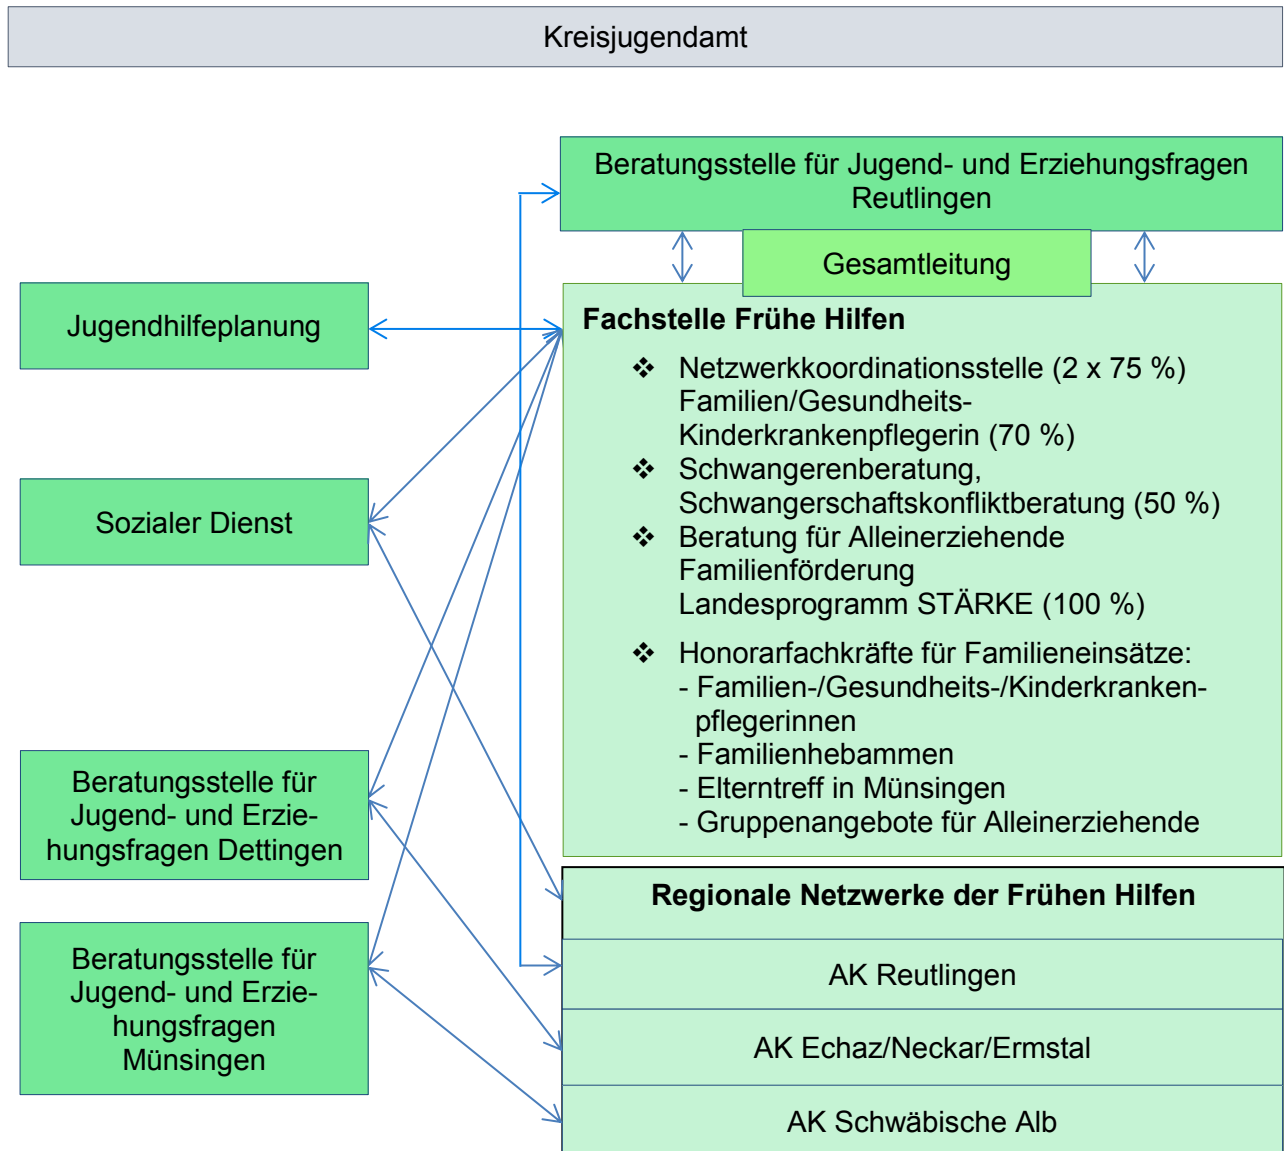 Kreisjugendamt
Beratungsstelle für Jugend- und Erziehungsfragen
Reutlingen
Gesamtleitung
Jugendhilfeplanung
Sozialer Dienst
Beratungsstelle für
Jugend- und Erzie-
hungsfragen Dettingen
Beratungsstelle für
Jugend- und Erzie-
hungsfragen
Münsingen
Fachstelle Frühe Hilfen
❖ Netzwerkkoordinationsstelle (2 x 75 %)
Familien/Gesundheits-
Kinderkrankenpflegerin (70 %)
❖ Schwangerenberatung,
Schwangerschaftskonfliktberatung (50 %)
❖ Beratung für Alleinerziehende
Familienförderung
Landesprogramm STÄRKE (100 %)
❖ Honorarfachkräfte für Familieneinsätze:
- Familien-/Gesundheits-/Kinderkranken-
pflegerinnen
- Familienhebammen
- Elterntreff in Münsingen
- Gruppenangebote für Alleinerziehende
Regionale Netzwerke der Frühen Hilfen
AK Reutlingen
AK Echaz/Neckar/Ermstal
AK Schwäbische Alb